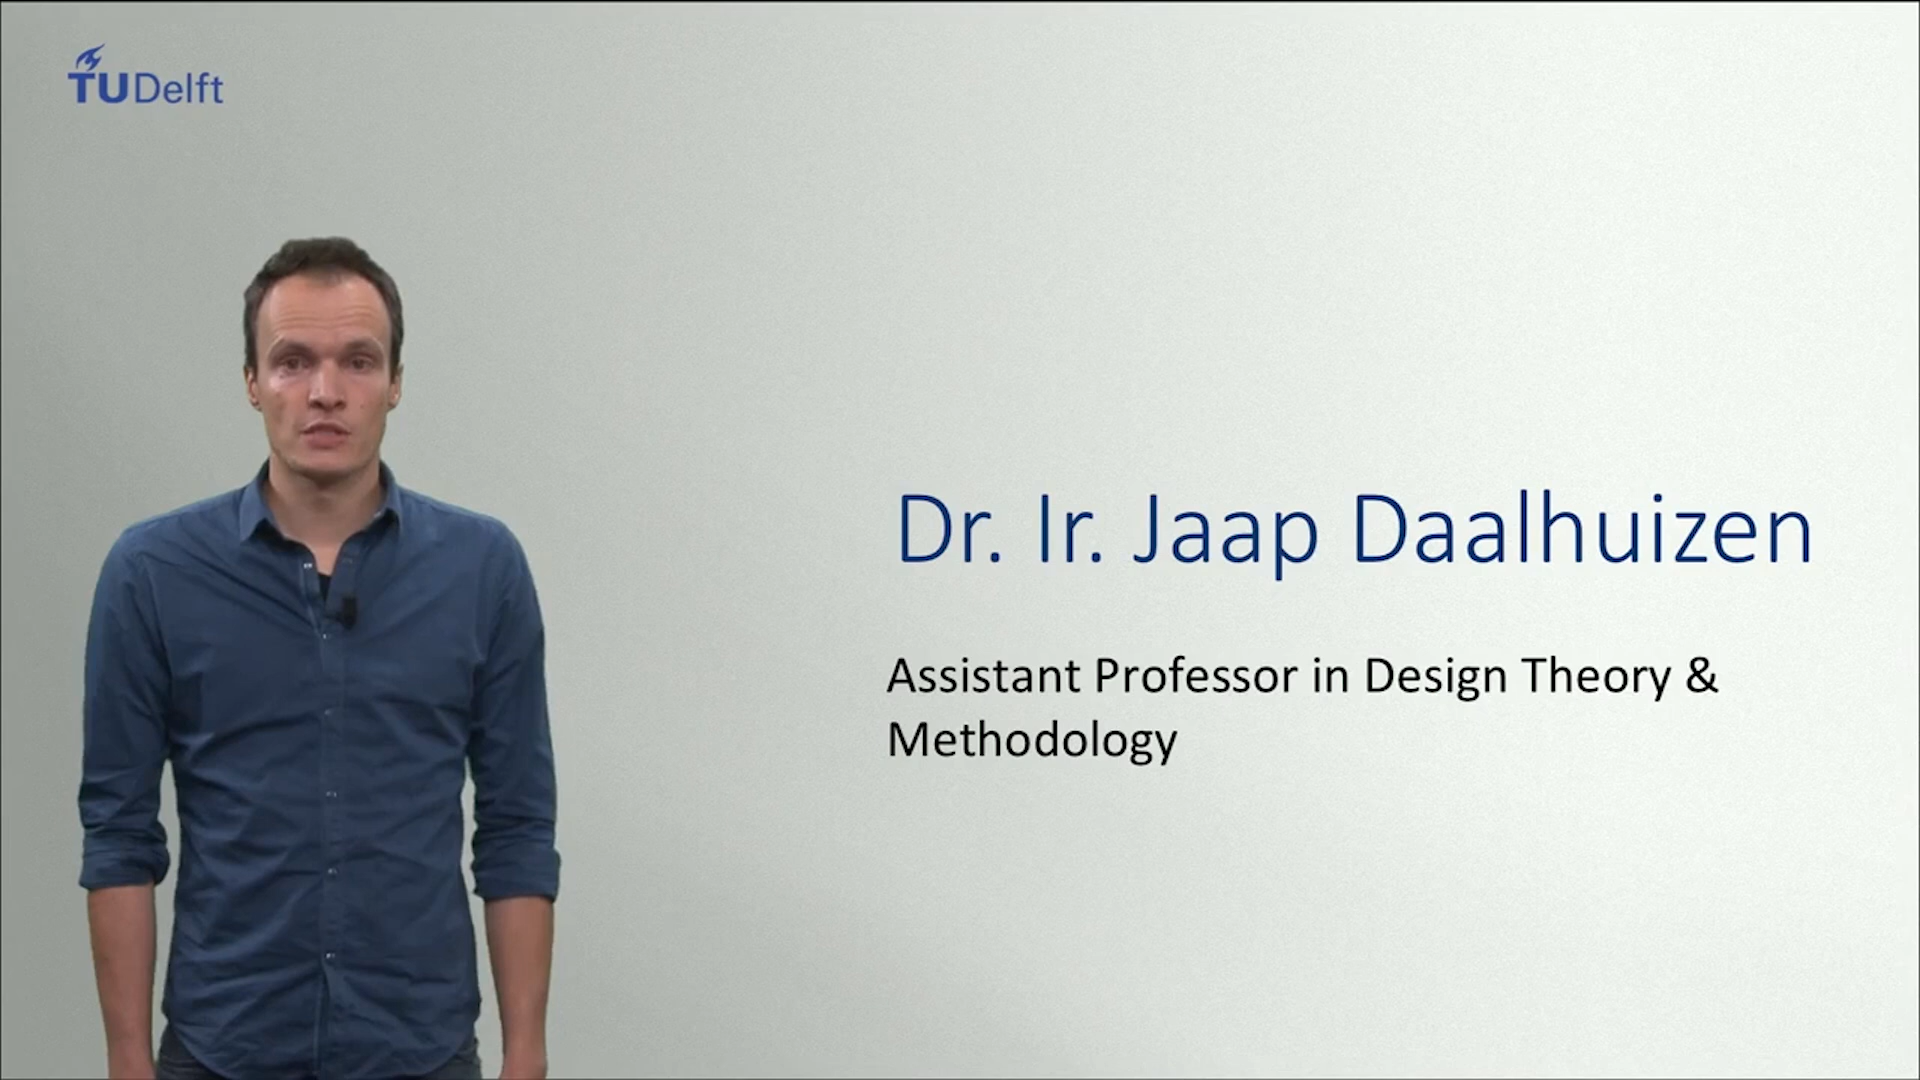 TUDelft
Dr. Ir. Jaap Daalhuizen
Assistant Professor in Design Theory &
Methodology